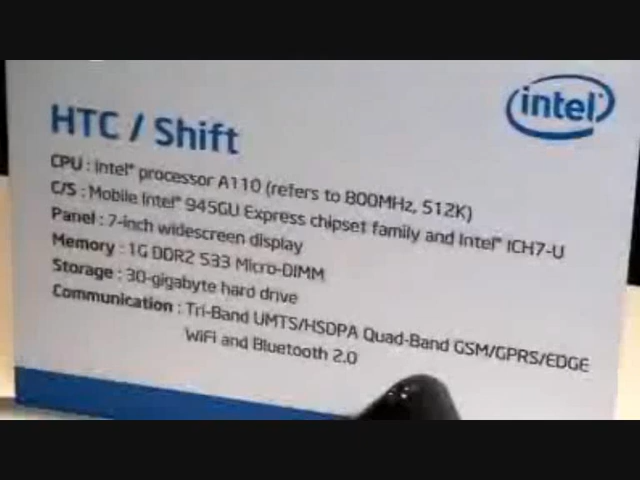 intel®
HTC / Shift
CPU : Intel® processor A110 (refers to 800MHz, 512K)
C/S : Mobile Intel® 945GU Express chipset family and Intel® ICH7-U
Panel : 7-inch widescreen display
Memory : 1G DDR2 533 Micro-DIMM
Storage : 30-gigabyte hard drive
Communication : Tri-Band UMTS/HSDPA Quad-Band GSM/GPRS/EDGE
WiFi and Bluetooth 2.0